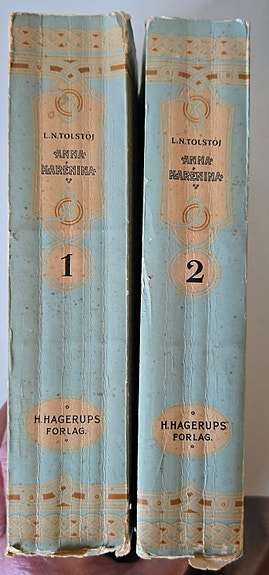 L.N.TOLSTOJ
ANNA
KARENINA
1
H.HAGERUPS
FORLAG.
L.N.TOLSTOJ
ANNA
KARENINA
2
H.HAGERUPS
FORLAG.